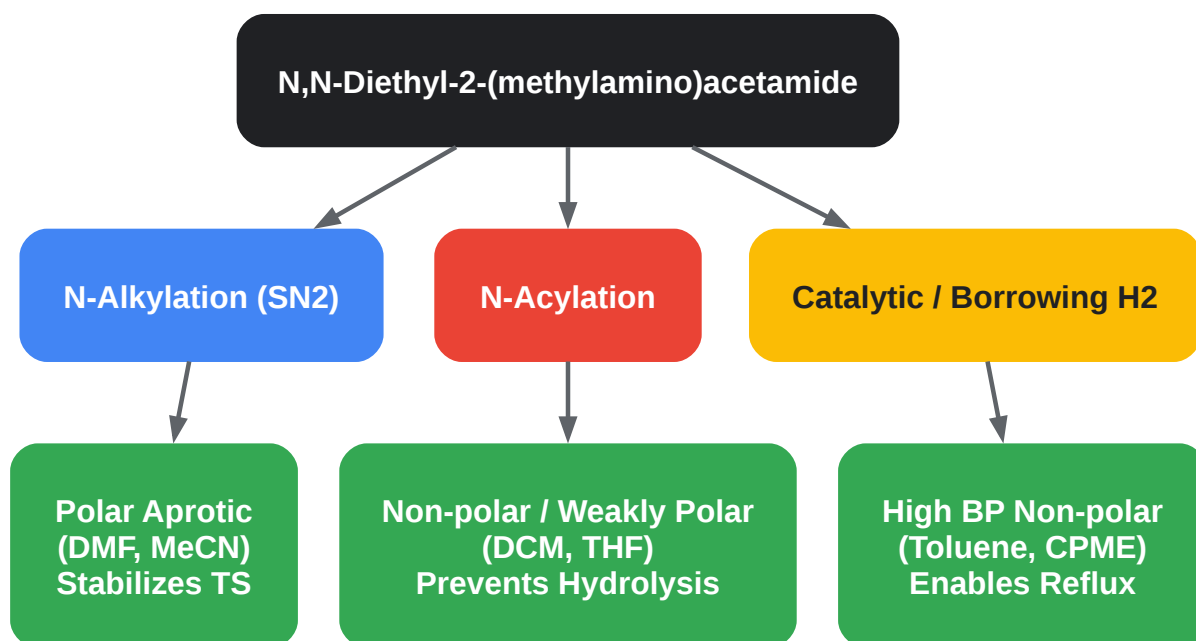 N,N-Diethyl-2-(methylamino)acetamide
N-Alkylation (SN2)
N-Acylation
Catalytic / Borrowing H2
Polar Aprotic
(DMF, MeCN)
Stabilizes TS
Non-polar / Weakly Polar
(DCM, THF)
Prevents Hydrolysis
High BP Non-polar
(Toluene, CPME)
Enables Reflux